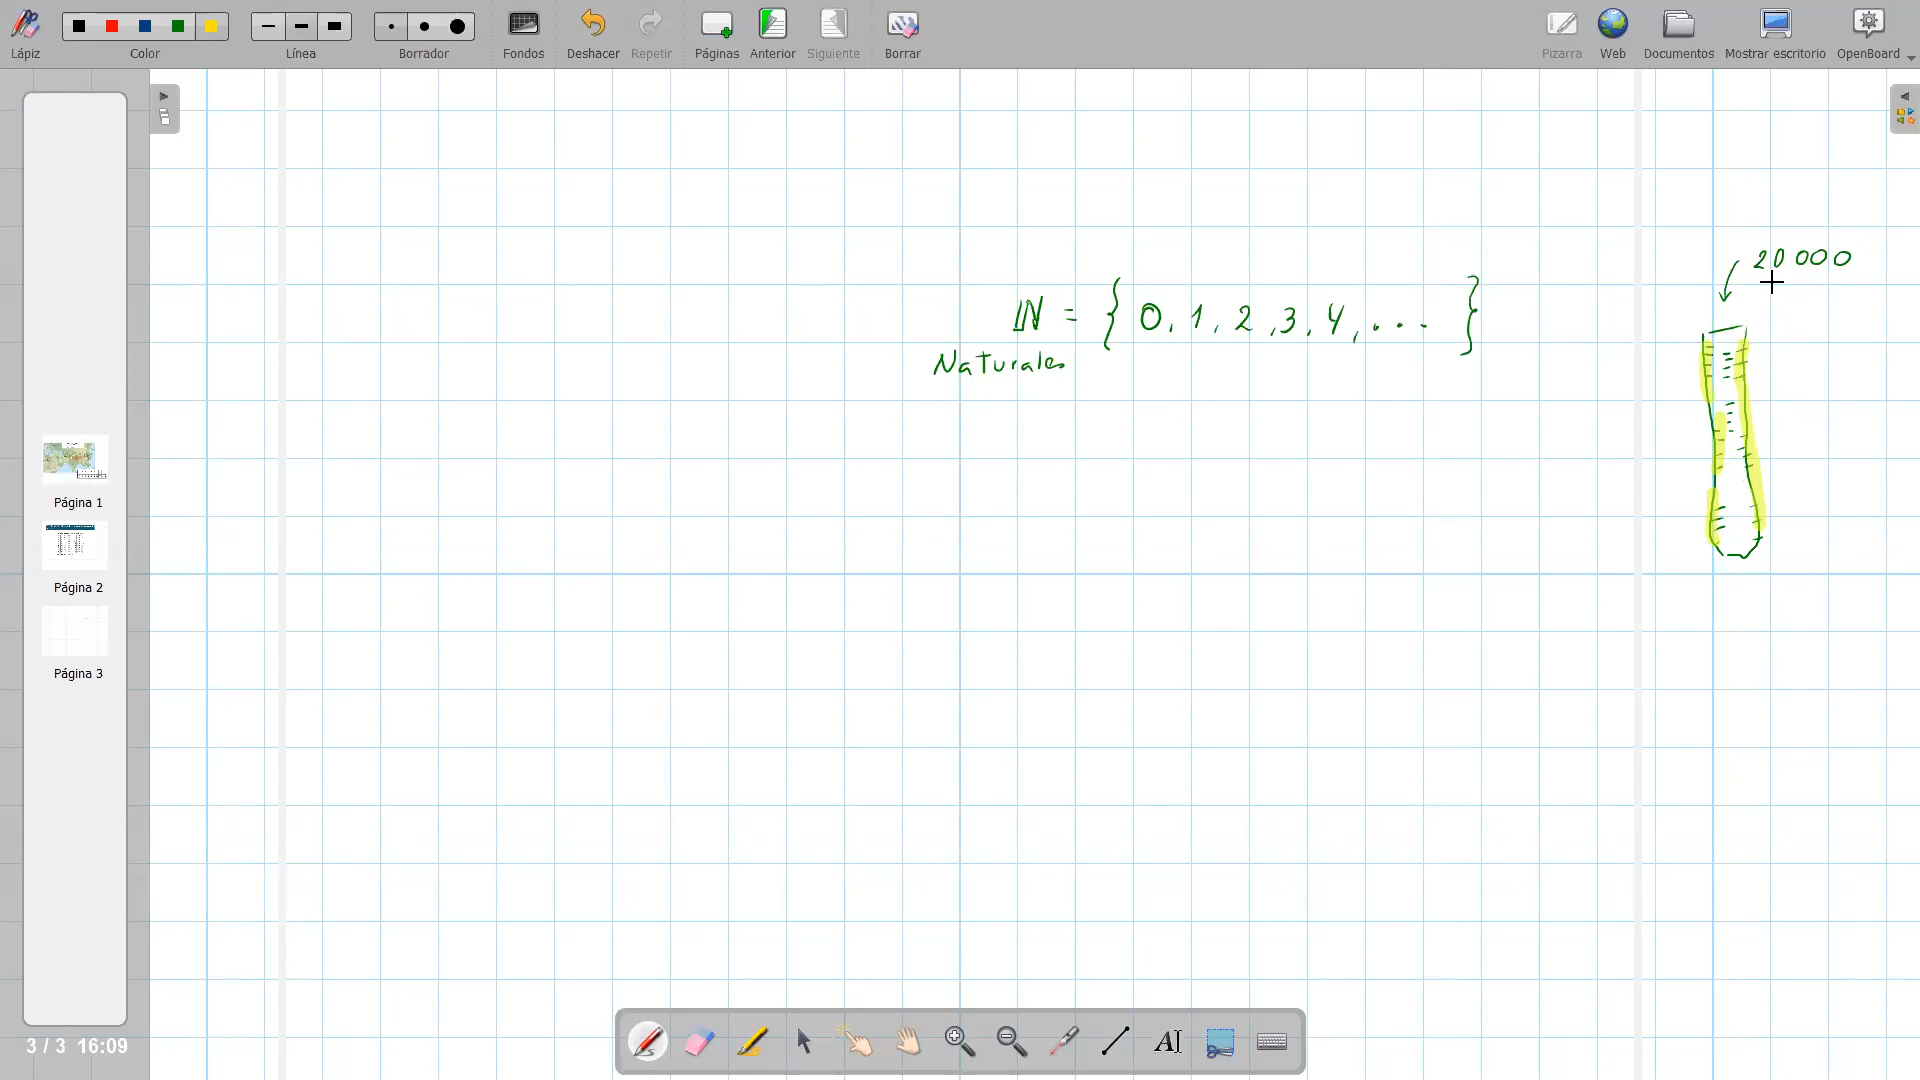 Lápiz
Color
Línea
Borrador
Fondos
Deshacer
Repetir
Páginas
Anterior
Siguiente
Borrar
Pizarra
Web
Documentos
Mostrar escritorio
OpenBoard
20 000
ℕ = { 0, 1, 2, 3, 4, ... }
Naturales
Página 1
Página 2
Página 3
3 / 3 16:09